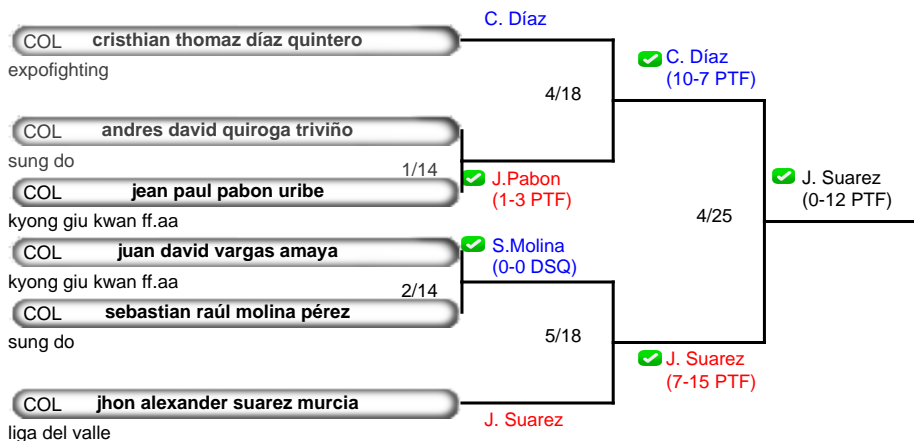 C. Díaz
COL cristhian thomaz díaz quintero
expofighting
C. Díaz
(10-7 PTF)
4/18
COL andres david quiroga triviño
sung do
1/14
COL jean paul pabon uribe
kyong giu kwan ff.aa
J.Pabon
(1-3 PTF)
J. Suarez
(0-12 PTF)
4/25
COL juan david vargas amaya
kyong giu kwan ff.aa
S.Molina
(0-0 DSQ)
2/14
COL sebastian raúl molina pérez
sung do
5/18
J. Suarez
(7-15 PTF)
COL jhon alexander suarez murcia
liga del valle
J. Suarez